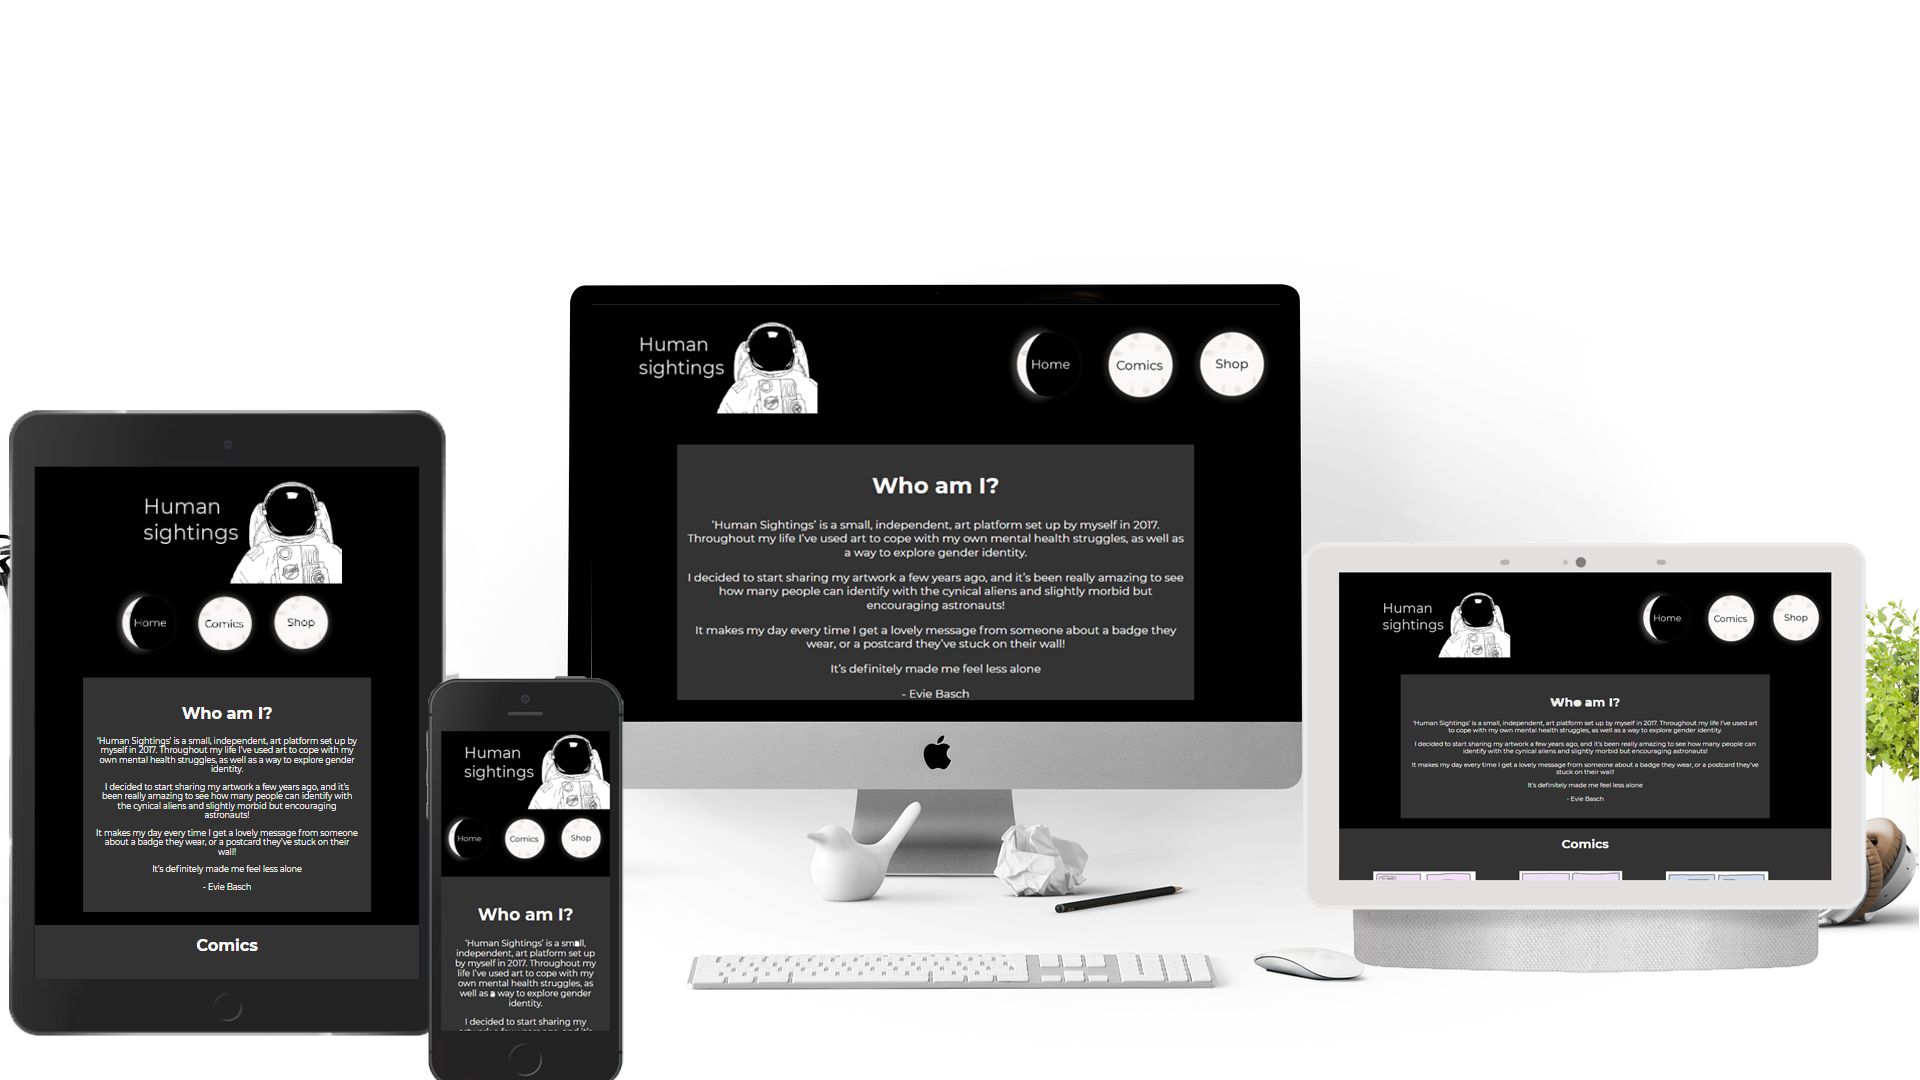 Human
sightings
Home
Comics
Shop
Who am I?
'Human Sightings' is a small, independent, art platform set up by myself in 2017.
Throughout my life I've used art to cope with my own mental health struggles, as well as
a way to explore gender identity.
I decided to start sharing my artwork a few years ago, and it's been really amazing to see
how many people can identify with the cynical aliens and slightly morbid but
encouraging astronauts!
It makes my day every time I get a lovely message from someone about a badge they
wear, or a postcard they've stuck on their wall!
It's definitely made me feel less alone
- Evie Basch
Human
sightings
Home
Comics
Shop
Who am I?
'Human Sightings' is a small, independent, art platform set up by
myself in 2017. Throughout my life I've used art to cope with my
own mental health struggles, as well as a way to explore gender
identity.
I decided to start sharing my artwork a few years ago, and it's
been really amazing to see how many people can identify with
the cynical aliens and slightly morbid but encouraging
astronauts!
It makes my day every time I get a lovely message from someone
about a badge they wear, or a postcard they've stuck on their
wall!
It's definitely made me feel less alone
- Evie Basch
Comics
Human
sightings
Home
Comics
Shop
Who am I?
'Human Sightings' is a small,
independent, art platform set up
by myself in 2017. Throughout my
life I've used art to cope with my
own mental health struggles, as
well as a way to explore gender
identity.
I decided to start sharing my
Human
sightings
Home
Comics
Shop
Who am I?
'Human Sightings' is a small, independent, art platform set up by myself in 2017. Throughout my life I've used art
to cope with my own mental health struggles, as well as a way to explore gender identity.
I decided to start sharing my artwork a few years ago, and it's been really amazing to see how many people can
identify with the cynical aliens and slightly morbid but encouraging astronauts!
It makes my day every time I get a lovely message from someone about a badge they wear, or a postcard they've
stuck on their wall!
It's definitely made me feel less alone
- Evie Basch
Comics